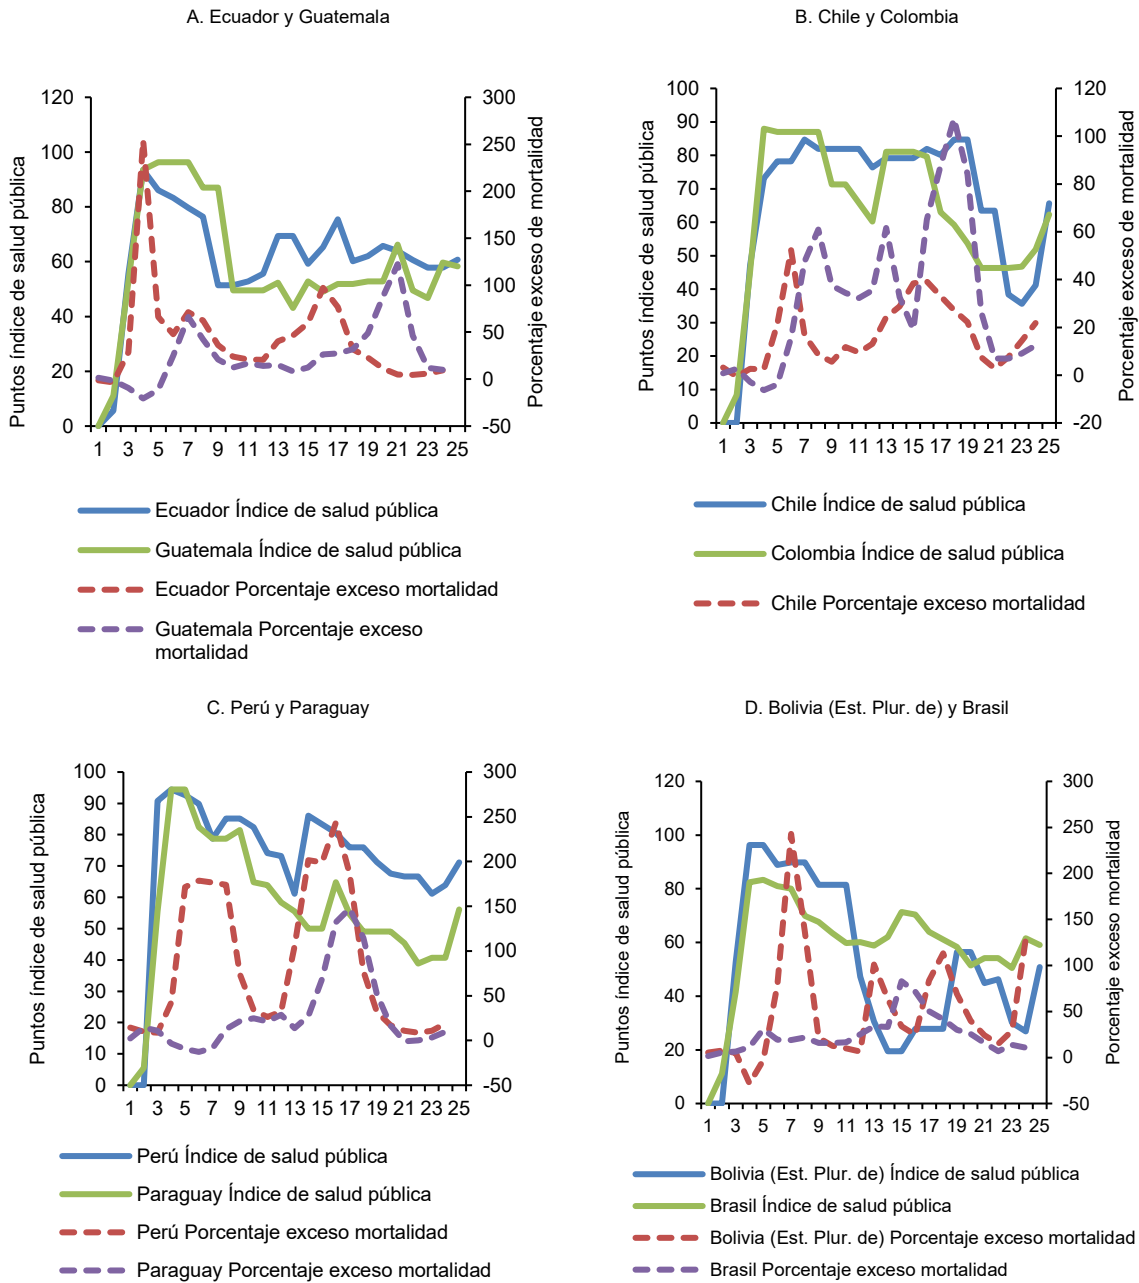 A. Ecuador y Guatemala
Puntos índice de salud pública
120
100
80
60
40
20
0
300
250
200
150
100
50
0
-50
Porcentaje exceso de mortalidad
1 3 5 7 9 11 13 15 17 19 21 23 25
Ecuador Índice de salud pública
Guatemala Índice de salud pública
Ecuador Porcentaje exceso mortalidad
Guatemala Porcentaje exceso
mortalidad
B. Chile y Colombia
Puntos índice de salud pública
100
90
80
70
60
50
40
30
20
10
0
120
100
80
60
40
20
0
-20
Porcentaje exceso de mortalidad
1 3 5 7 9 11 13 15 17 19 21 23 25
Chile Índice de salud pública
Colombia Índice de salud pública
Chile Porcentaje exceso mortalidad
C. Perú y Paraguay
Puntos índice de salud pública
100
90
80
70
60
50
40
30
20
10
0
300
250
200
150
100
50
0
-50
1 3 5 7 9 11 13 15 17 19 21 23 25
Perú Índice de salud pública
Paraguay Índice de salud pública
Perú Porcentaje exceso mortalidad
Paraguay Porcentaje exceso mortalidad
D. Bolivia (Est. Plur. de) y Brasil
Puntos índice de salud pública
120
100
80
60
40
20
0
300
250
200
150
100
50
0
-50
Porcentaje exceso mortalidad
1 3 5 7 9 11 13 15 17 19 21 23 25
Bolivia (Est. Plur. de) Índice de salud pública
Brasil Índice de salud pública
Bolivia (Est. Plur. de) Porcentaje exceso mortalidad
Brasil Porcentaje exceso mortalidad